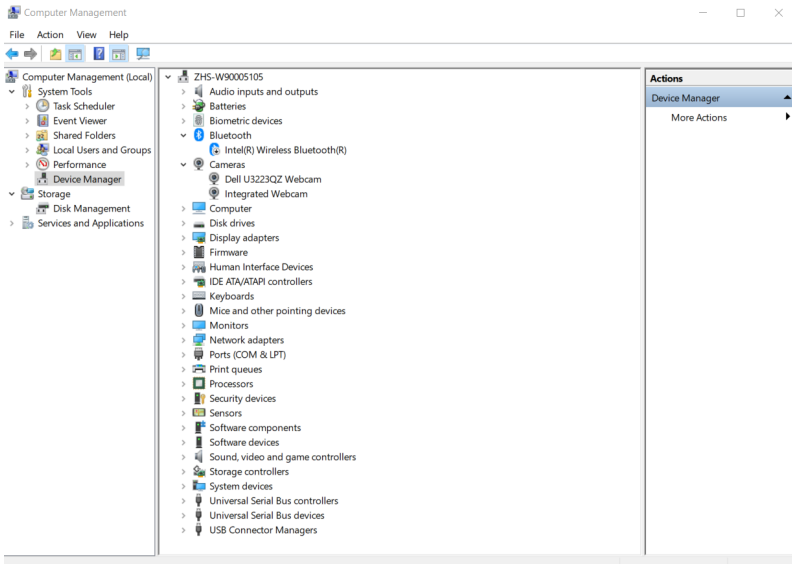 Computer Management
File Action View Help
Computer Management (Local)
System Tools
Task Scheduler
Event Viewer
Shared Folders
Local Users and Groups
Performance
Device Manager
Storage
Disk Management
Services and Applications
ZHS-W90005105
Audio inputs and outputs
Batteries
Biometric devices
Bluetooth
Intel(R) Wireless Bluetooth(R)
Cameras
Dell U3223QZ Webcam
Integrated Webcam
Computer
Disk drives
Display adapters
Firmware
Human Interface Devices
IDE ATA/ATAPI controllers
Keyboards
Mice and other pointing devices
Monitors
Network adapters
Ports (COM & LPT)
Print queues
Processors
Security devices
Sensors
Software components
Software devices
Sound, video and game controllers
Storage controllers
System devices
Universal Serial Bus controllers
Universal Serial Bus devices
USB Connector Managers
Actions
Device Manager
More Actions